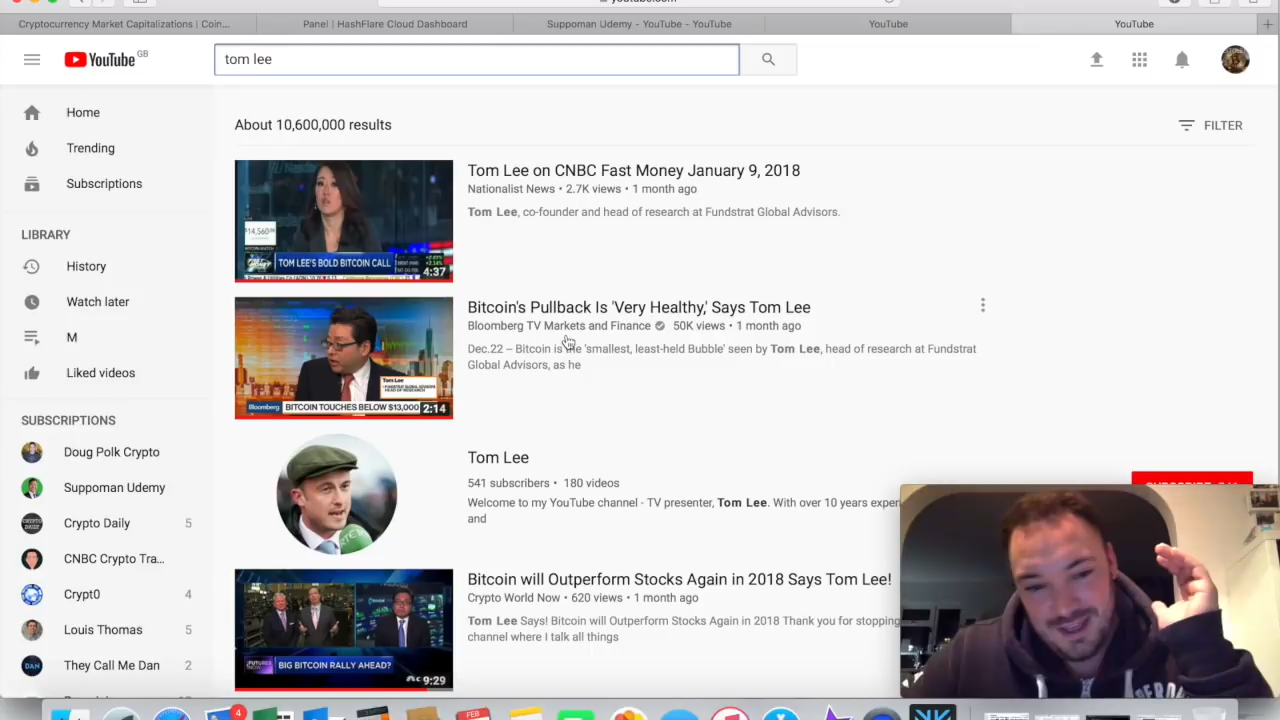 youtube.com
Cryptocurrency Market Capitalizations | Coin...
Panel | HashFlare Cloud Dashboard
Suppoman Udemy - YouTube - YouTube
YouTube
YouTube
YouTube GB
tom lee
Home
Trending
Subscriptions
LIBRARY
History
Watch later
M
Liked videos
SUBSCRIPTIONS
Doug Polk Crypto
Suppoman Udemy
Crypto Daily 5
CNBC Crypto Tra...
Crypt0 4
Louis Thomas 5
They Call Me Dan 2
About 10,600,000 results
FILTER
$14,560
TOM LEE'S BOLD BITCOIN CALL
4:37
Tom Lee on CNBC Fast Money January 9, 2018
Nationalist News • 2.7K views • 1 month ago
Tom Lee, co-founder and head of research at Fundstrat Global Advisors.
Tom Lee
Bloomberg
BITCOIN TOUCHES BELOW $13,000
2:14
Bitcoin's Pullback Is 'Very Healthy,' Says Tom Lee
Bloomberg TV Markets and Finance 50K views • 1 month ago
Dec.22 -- Bitcoin is the 'smallest, least-held Bubble' seen by Tom Lee, head of research at Fundstrat
Global Advisors, as he
Tom Lee
541 subscribers • 180 videos
Welcome to my YouTube channel - TV presenter, Tom Lee. With over 10 years
and
BIG BITCOIN RALLY AHEAD?
9:29
Bitcoin will Outperform Stocks Again in 2018 Says Tom Lee!
Crypto World Now • 620 views • 1 month ago
Tom Lee Says! Bitcoin will Outperform Stocks Again in 2018 Thank you for stopping
channel where I talk all things
4
FEB